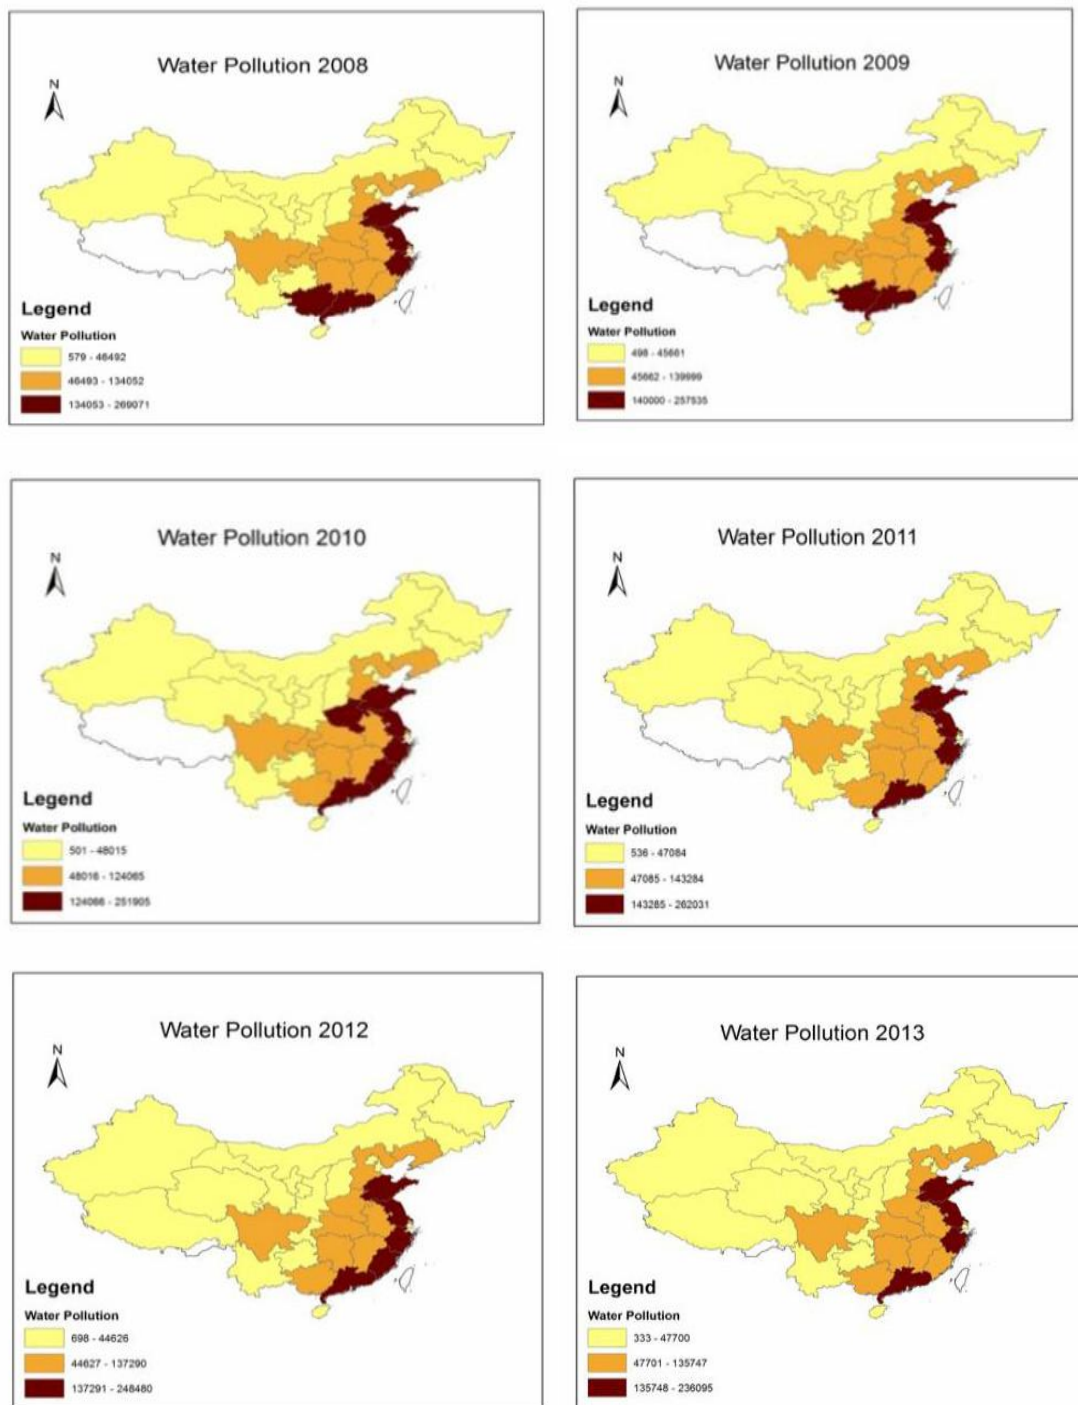 Water Pollution 2008
N
Legend
Water Pollution
579 - 46492
46493 - 134052
134053 - 269071
Water Pollution 2009
N
Legend
Water Pollution
498 - 45661
45662 - 139999
140000 - 257535
Water Pollution 2010
N
Legend
Water Pollution
501 - 48015
48016 - 124065
124066 - 251905
Water Pollution 2011
N
Legend
Water Pollution
536 - 47084
47085 - 143284
143285 - 262031
Water Pollution 2012
N
Legend
Water Pollution
698 - 44626
44627 - 137290
137291 - 248480
Water Pollution 2013
N
Legend
Water Pollution
333 - 47700
47701 - 135747
135748 - 236095